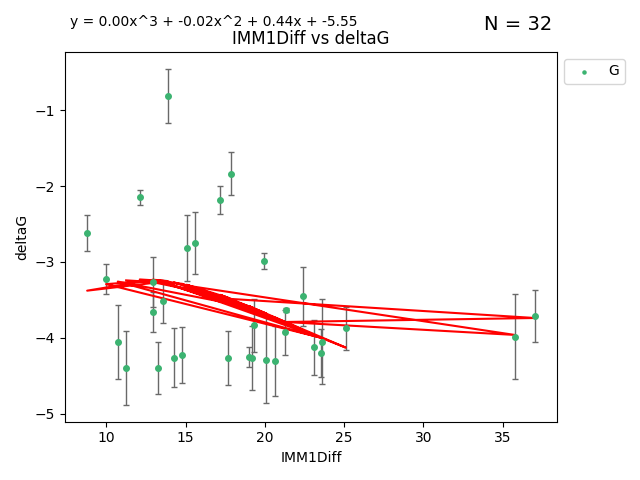 y = 0.00x^3 + -0.02x^2 + 0.44x + -5.55
N = 32
IMM1Diff vs deltaG
G
deltaG
−1
−2
−3
−4
−5
10 15 20 25 30 35
IMM1Diff